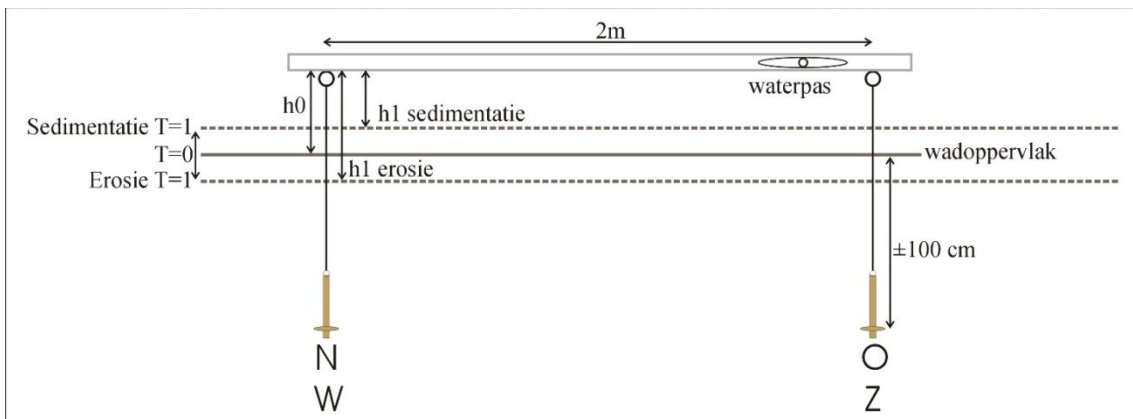 2m
waterpas
h0
h1 sedimentatie
Sedimentatie T=1
T=0
wadoppervlak
h1 erosie
Erosie T=1
±100 cm
N
O
W
Z